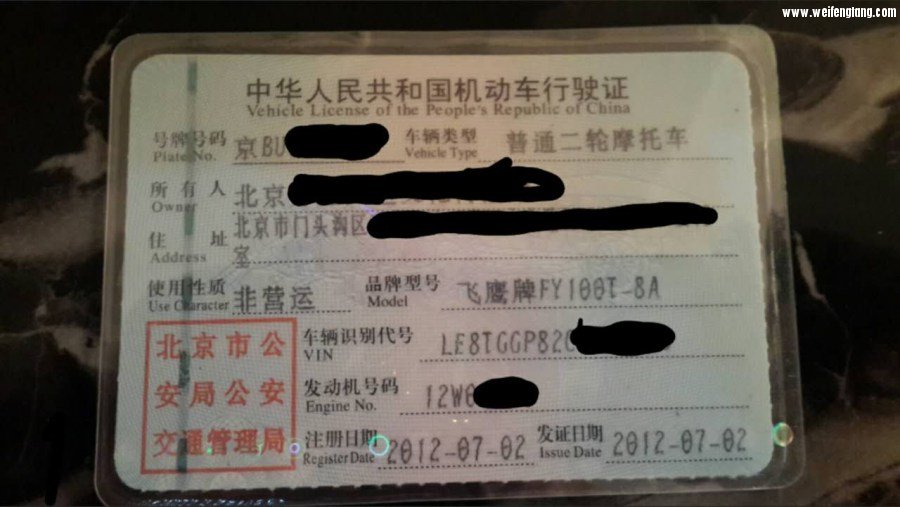 www.weifengtang.com
中华人民共和国机动车行驶证
Vehicle License of the People's Republic of China
号牌号码 Plate No. 京BU 车辆类型 Vehicle Type 普通二轮摩托车
所有人 Owner 北京
住址 Address 北京市门头沟区
室
使用性质 Use Character 非营运 品牌型号 Model 飞鹰牌FY100T-8A
北京市公
安局公安
交通管理局
车辆识别代号 VIN LE8TGGP82
发动机号码 Engine No. 12W
注册日期 Register Date 2012-07-02 发证日期 Issue Date 2012-07-02